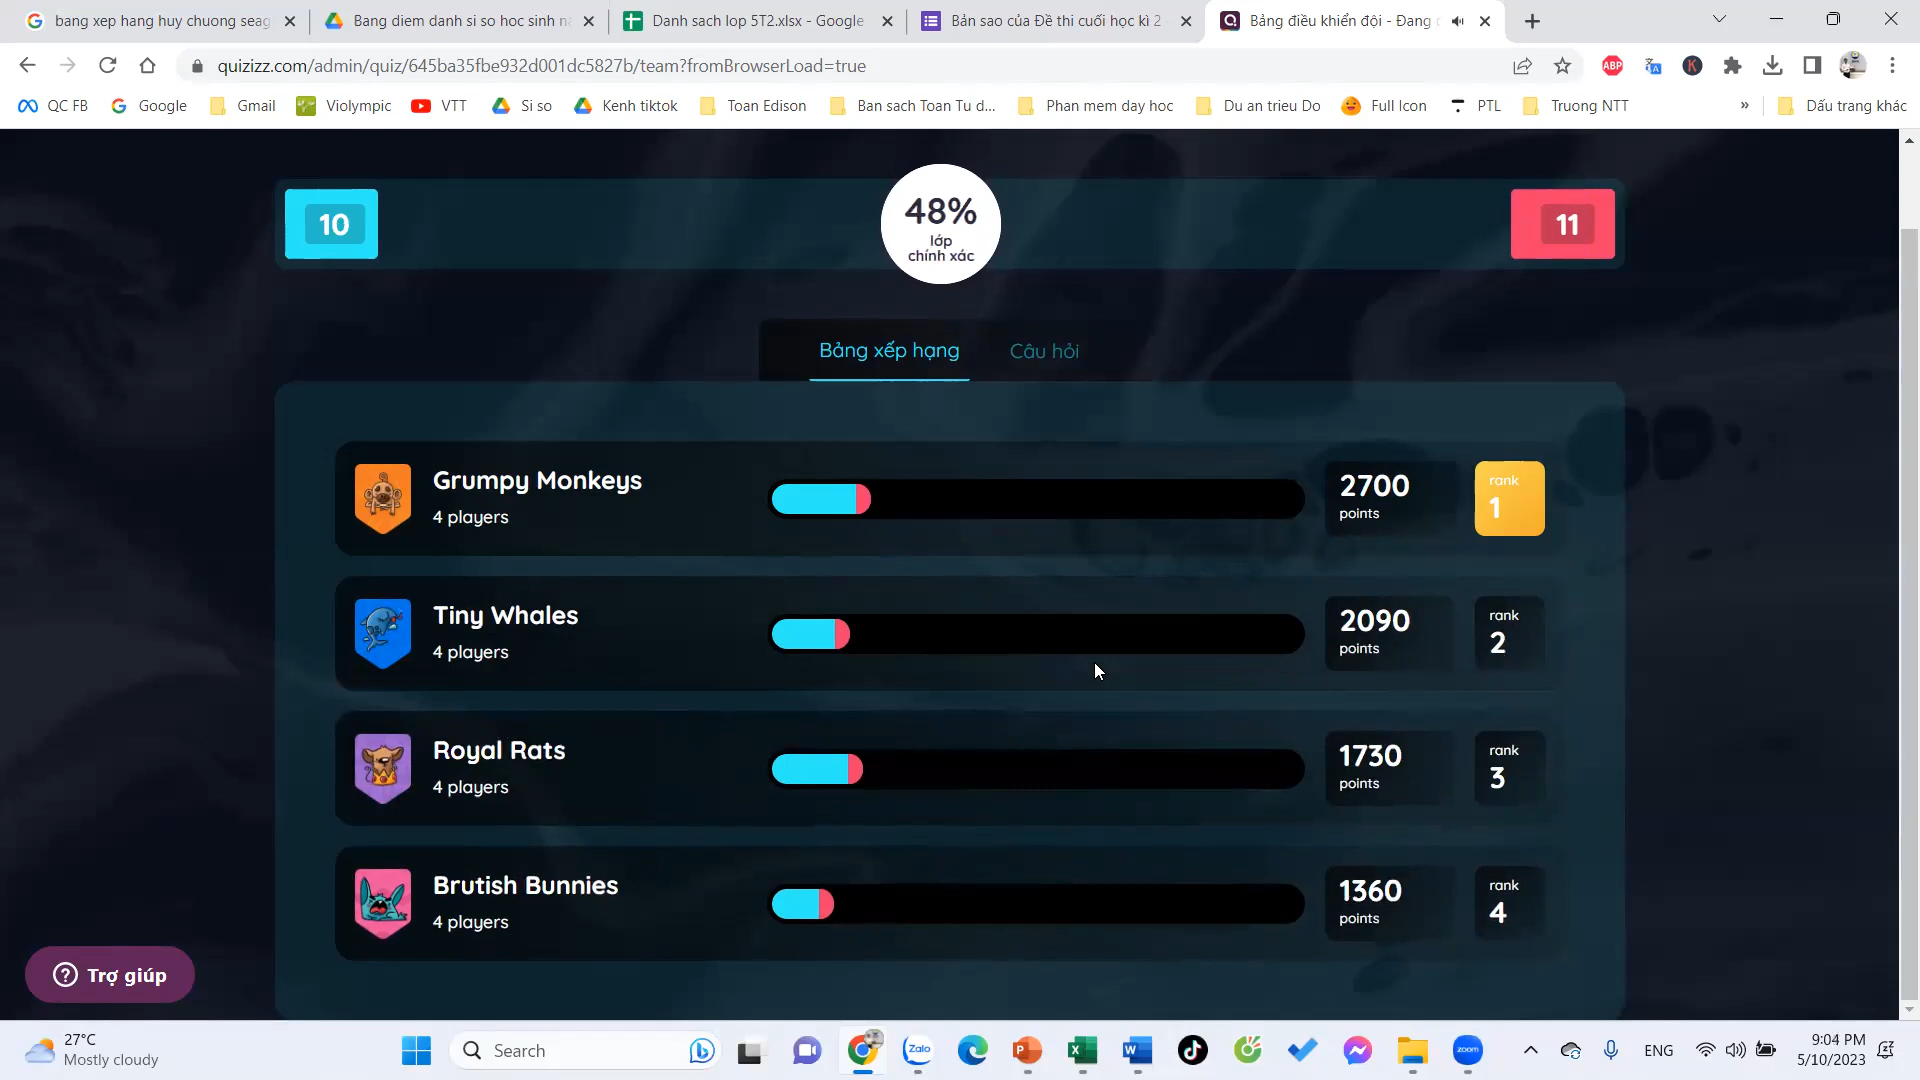 bang xep hang huy chuong seag
Bang diem danh si so hoc sinh n
Danh sach lop 5T2.xlsx - Google
Bản sao của Đề thi cuối học kì 2
Bảng điều khiển đội - Đang
quizizz.com/admin/quiz/645ba35fbe932d001dc5827b/team?fromBrowserLoad=true
ABP
K
QC FB
Google
Gmail
Violympic
VTT
Si so
Kenh tiktok
Toan Edison
Ban sach Toan Tu d...
Phan mem day hoc
Du an trieu Do
Full Icon
PTL
Truong NTT
»
Dấu trang khác
10
48%
lớp
chính xác
11
Bảng xếp hạng
Câu hỏi
Grumpy Monkeys
4 players
2700
points
rank
1
Tiny Whales
4 players
2090
points
rank
2
Royal Rats
4 players
1730
points
rank
3
Brutish Bunnies
4 players
1360
points
rank
4
Trợ giúp
27°C
Mostly cloudy
Search
Zalo
zoom
ENG
9:04 PM
5/10/2023